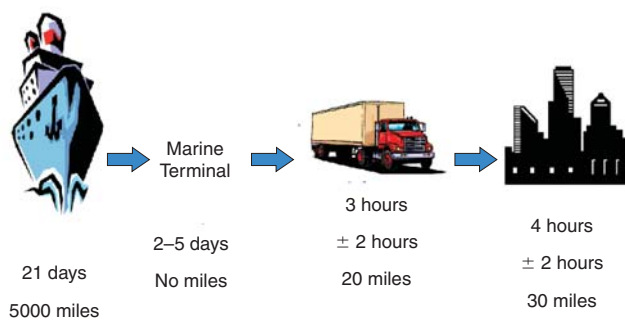 Marine
Terminal
21 days
5000 miles
2–5 days
No miles
3 hours
± 2 hours
20 miles
4 hours
± 2 hours
30 miles